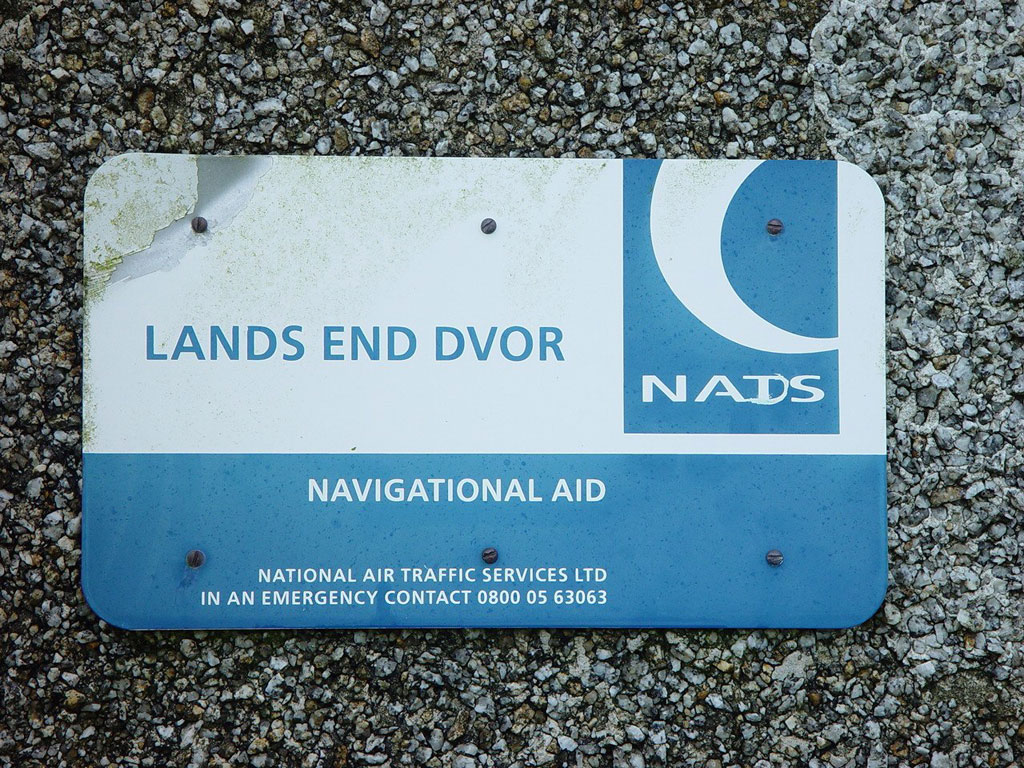 LANDS END DVOR
NATS
NAVIGATIONAL AID
NATIONAL AIR TRAFFIC SERVICES LTD
IN AN EMERGENCY CONTACT 0800 05 63063